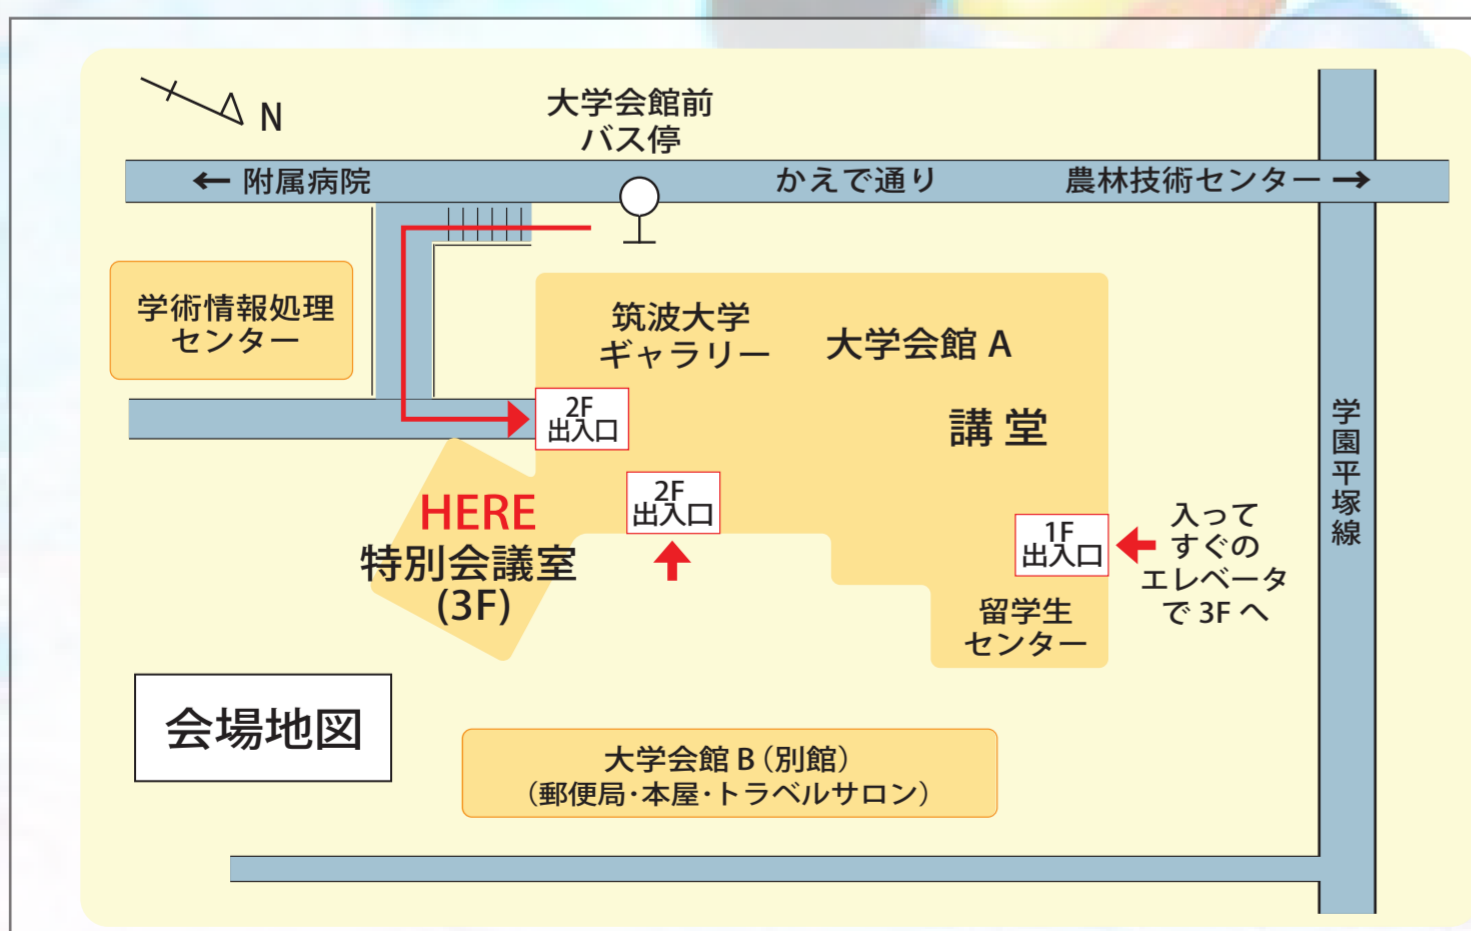 N
大学会館前
バス停
← 附属病院
かえで通り
農林技術センター →
学術情報処理
センター
筑波大学
ギャラリー
大学会館 A
講 堂
2F
出入口
2F
出入口
1F
出入口
入って
すぐの
エレベータ
で 3F へ
学園平塚線
HERE
特別会議室
(3F)
留学生
センター
会場地図
大学会館 B（別館）
（郵便局・本屋・トラベルサロン）